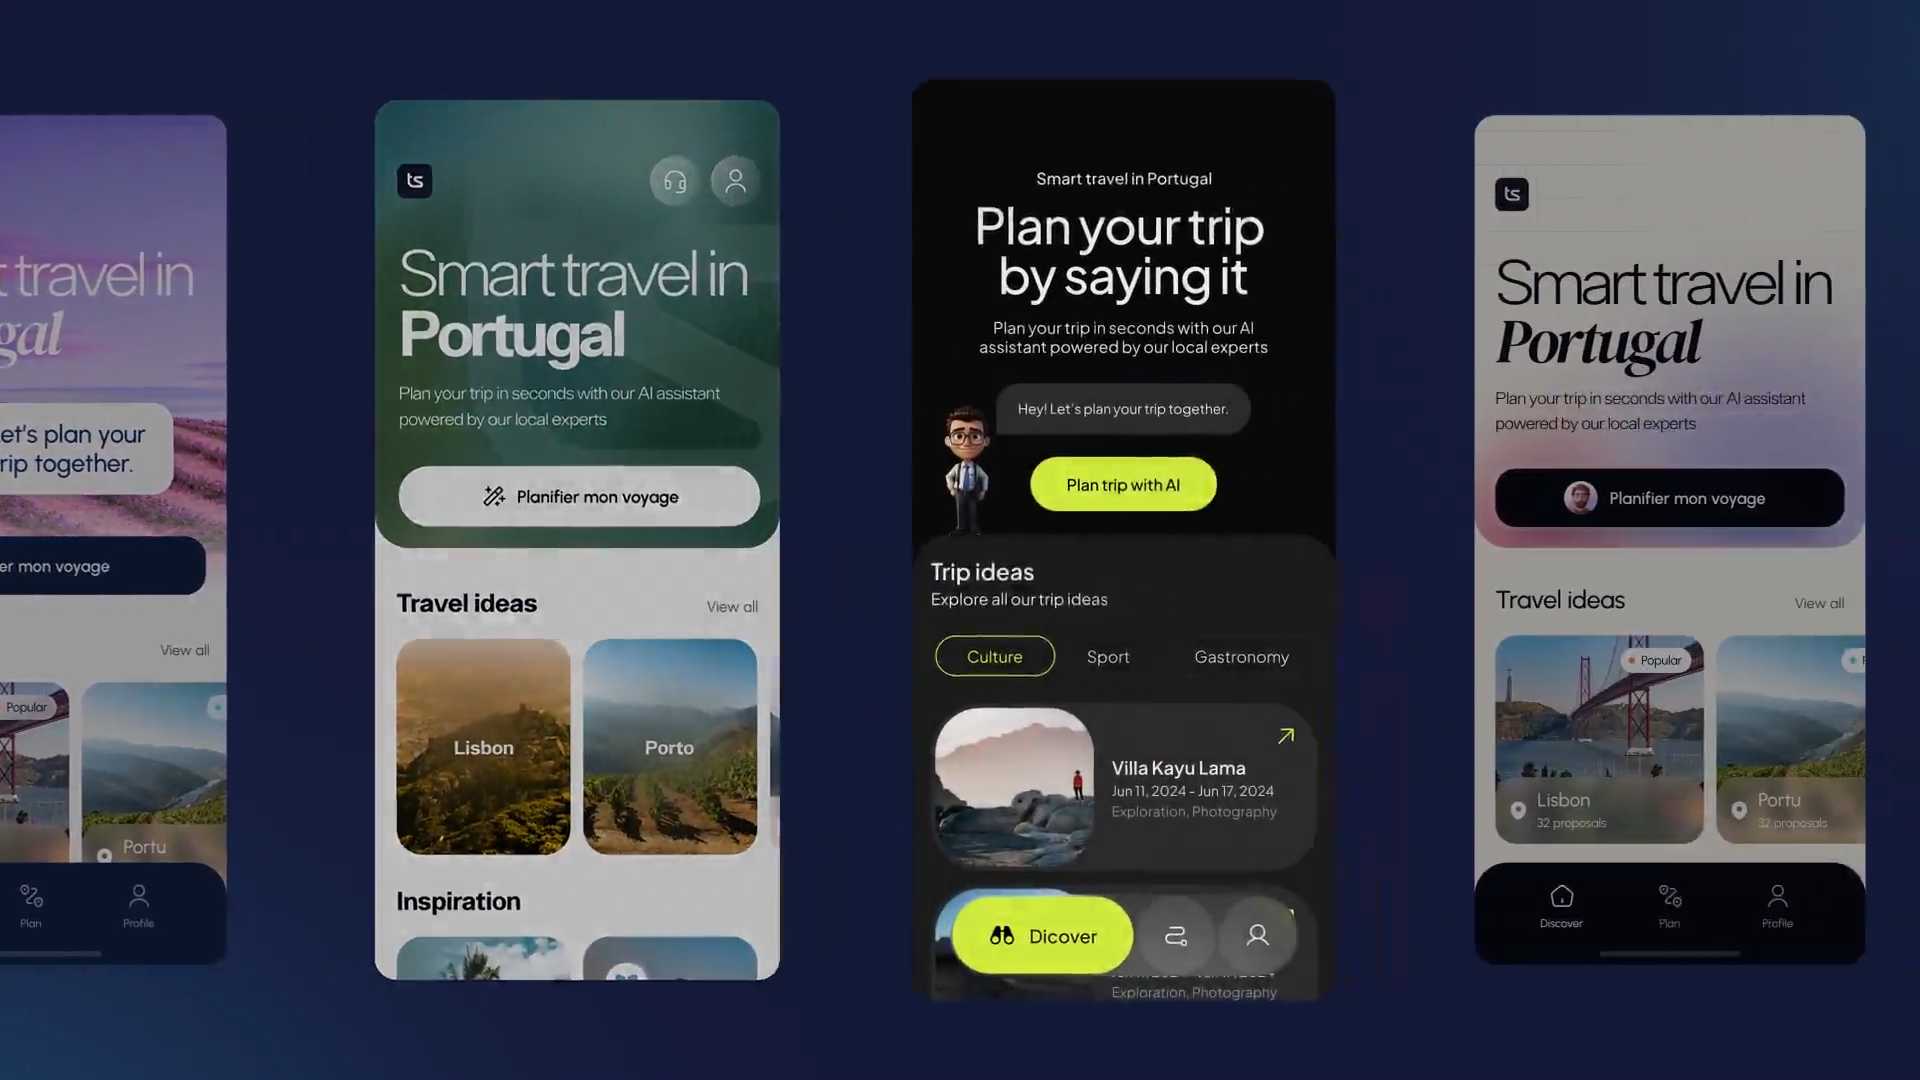 travel in
gal
et's plan your
rip together.
er mon voyage
View all
Popular
Portu
Plan
Profile
ts
Smart travel in
Portugal
Plan your trip in seconds with our AI assistant
powered by our local experts
Planifier mon voyage
Travel ideas
View all
Lisbon
Porto
Inspiration
Smart travel in Portugal
Plan your trip
by saying it
Plan your trip in seconds with our AI
assistant powered by our local experts
Hey! Let's plan your trip together.
Plan trip with AI
Trip ideas
Explore all our trip ideas
Culture
Sport
Gastronomy
Villa Kayu Lama
Jun 11, 2024 - Jun 17, 2024
Exploration, Photography
Dicover
Exploration, Photography
ts
Smart travel in
Portugal
Plan your trip in seconds with our AI assistant
powered by our local experts
Planifier mon voyage
Travel ideas
View all
Popular
Lisbon
32 proposals
Portu
32 proposals
Discover
Plan
Profile